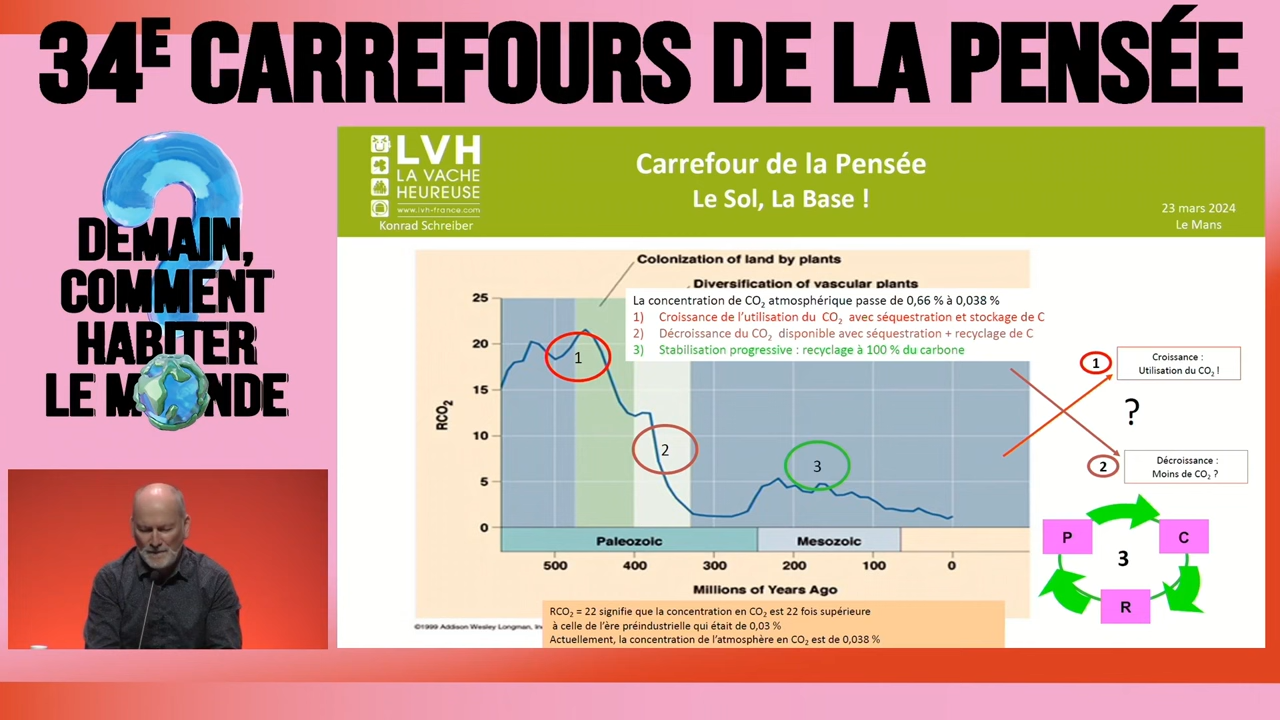 34E CARREFOURS DE LA PENSÉE
DEMAIN,
COMMENT
HABITER
LE MONDE
LVH
LA VACHE
HEUREUSE
www.lvh-france.com
Konrad Schreiber
Carrefour de la Pensée
Le Sol, La Base !
23 mars 2024
Le Mans
Colonization of land by plants
Diversification of vascular plants
La concentration de CO₂ atmosphérique passe de 0,66 % à 0,038 %
1) Croissance de l'utilisation du CO₂ avec séquestration et stockage de C
2) Décroissance du CO₂ disponible avec séquestration + recyclage de C
3) Stabilisation progressive : recyclage à 100 % du carbone
RCO₂
25
20
15
10
5
0
1
2
3
Paleozoic
Mesozoic
500
400
300
200
100
0
Millions of Years Ago
©1999 Addison Wesley Longman, In
RCO₂ = 22 signifie que la concentration en CO₂ est 22 fois supérieure
à celle de l'ère préindustrielle qui était de 0,03 %
Actuellement, la concentration de l'atmosphère en CO₂ est de 0,038 %
1
Croissance :
Utilisation du CO₂ !
?
2
Décroissance :
Moins de CO₂ ?
P
C
3
R